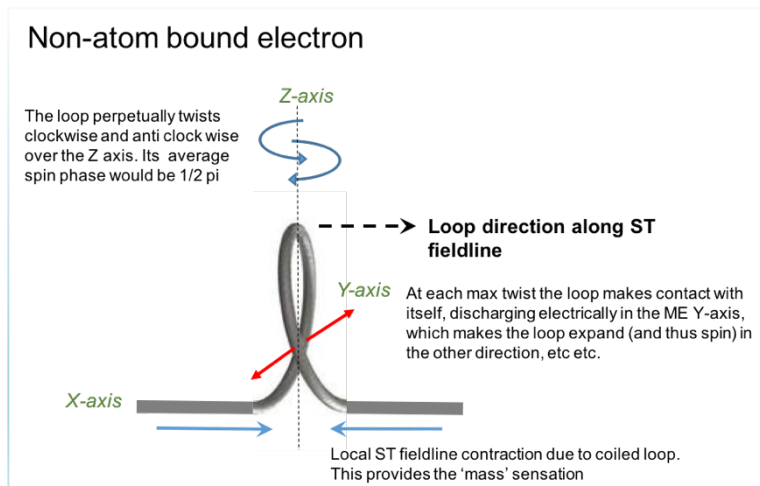 Non-atom bound electron
Z-axis
The loop perpetually twists
clockwise and anti clock wise
over the Z axis. Its  average
spin phase would be 1/2 pi
Loop direction along ST
fieldline
Y-axis
At each max twist the loop makes contact with
itself, discharging electrically in the ME Y-axis,
which makes the loop expand (and thus spin) in
the other direction, etc etc.
X-axis
Local ST fieldline contraction due to coiled loop.
This provides the ‘mass’ sensation